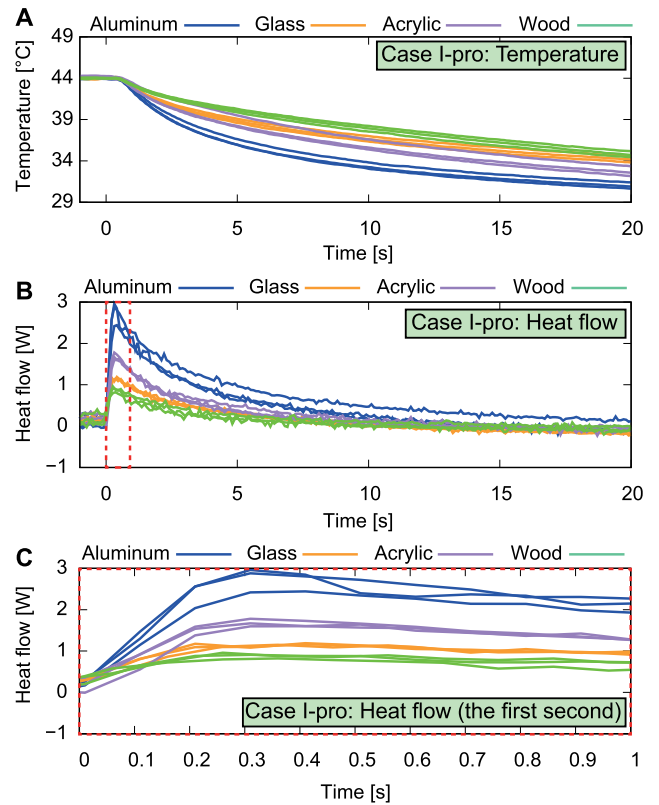 A
Aluminum Glass Acrylic Wood
49
44
39
34
29
Temperature [°C]
Case I-pro: Temperature
0 5 10 15 20
Time [s]
B
Aluminum Glass Acrylic Wood
3
2
1
0
−1
Heat flow [W]
Case I-pro: Heat flow
0 5 10 15 20
Time [s]
C
Aluminum Glass Acrylic Wood
3
2
1
0
−1
Heat flow [W]
Case I-pro: Heat flow (the first second)
0 0.1 0.2 0.3 0.4 0.5 0.6 0.7 0.8 0.9 1
Time [s]